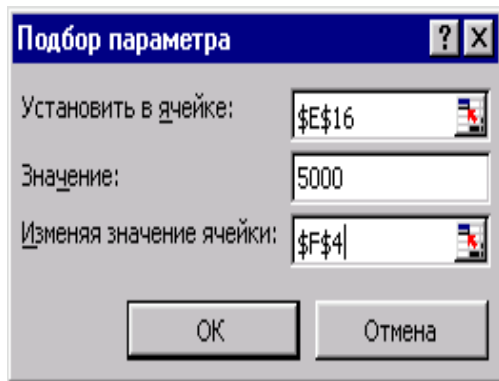 Подбор параметра ? X
Установить в ячейке: $E$16
Значение: 5000
Изменяя значение ячейки: $F$4
ОК Отмена